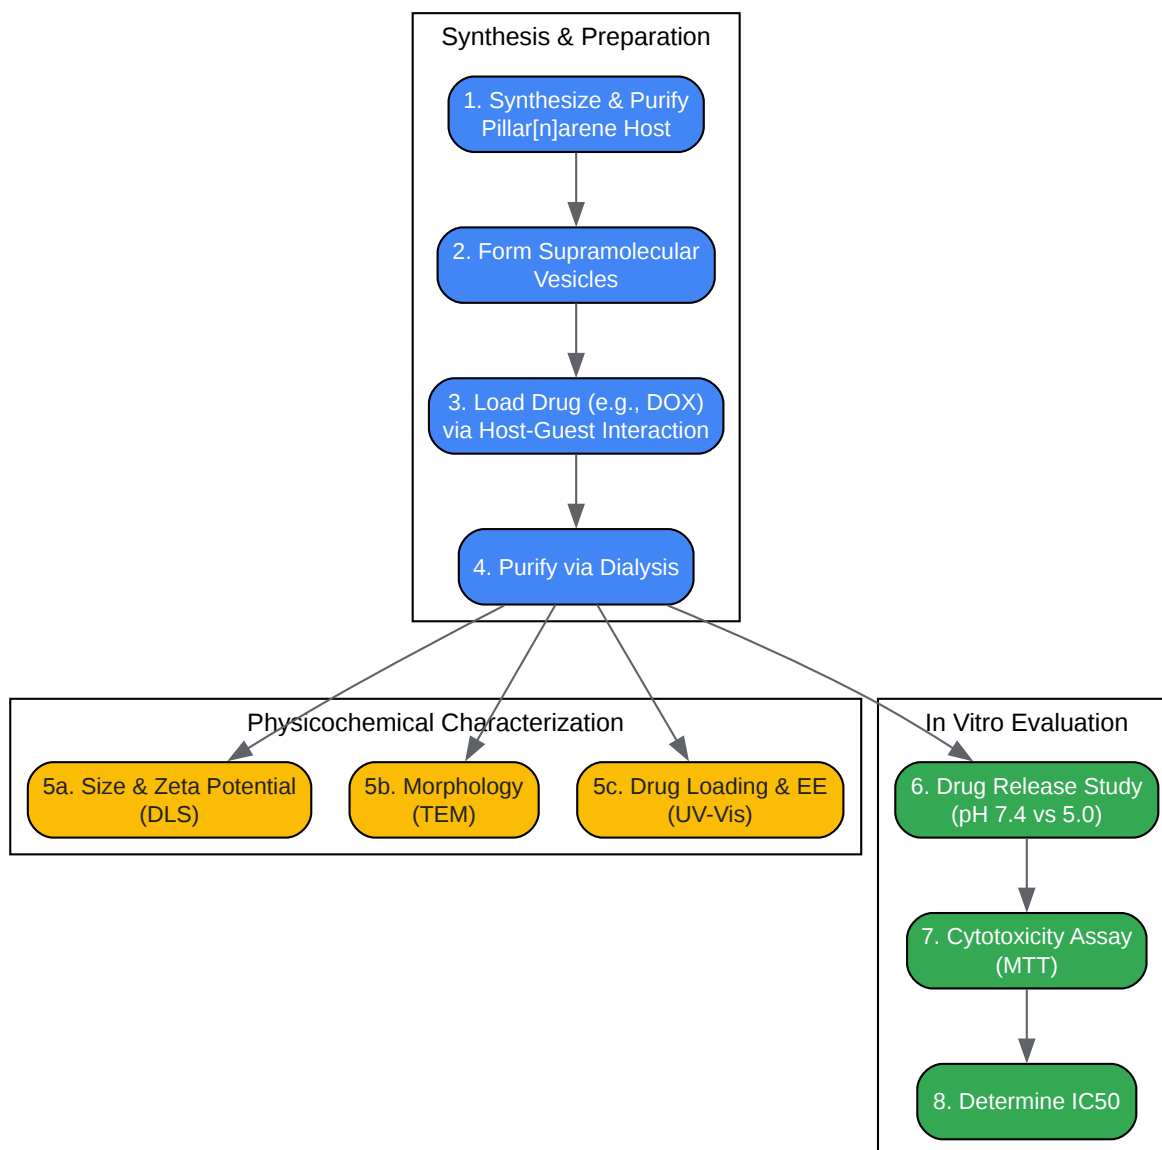 Synthesis & Preparation
1. Synthesize & Purify
Pillar[n]arene Host
2. Form Supramolecular
Vesicles
3. Load Drug (e.g., DOX)
via Host-Guest Interaction
4. Purify via Dialysis
Physicochemical Characterization
5a. Size & Zeta Potential
(DLS)
5b. Morphology
(TEM)
5c. Drug Loading & EE
(UV-Vis)
In Vitro Evaluation
6. Drug Release Study
(pH 7.4 vs 5.0)
7. Cytotoxicity Assay
(MTT)
8. Determine IC50